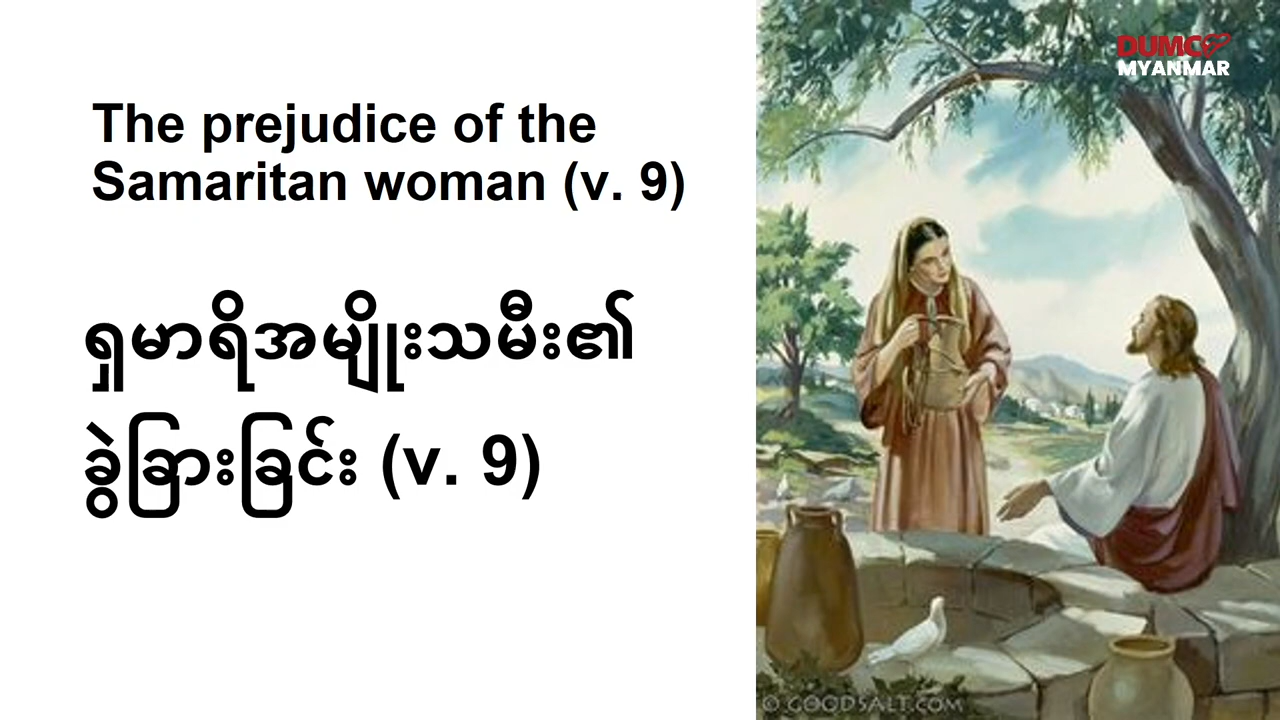 The prejudice of the
Samaritan woman (v. 9)
ရှမာရိအမျိုးသမီး၏
ခွဲခြားခြင်း (v. 9)
DUMC
MYANMAR
© GOODSALT.COM